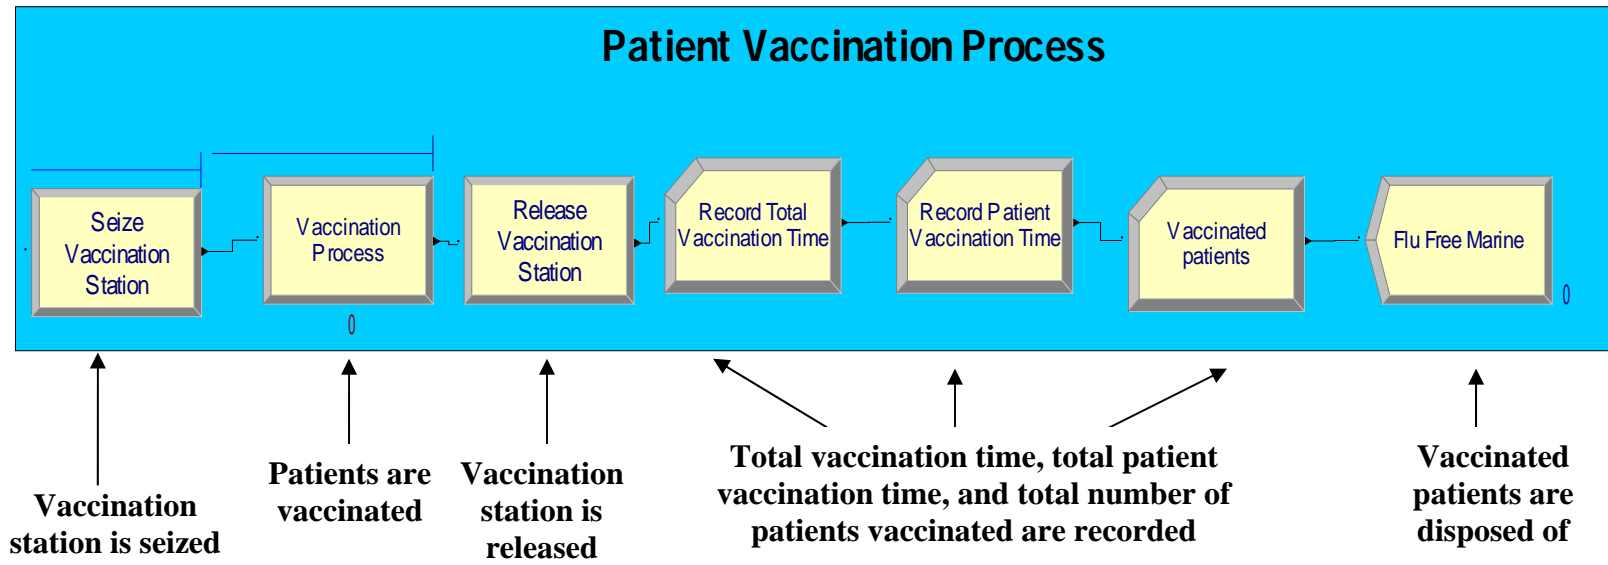 Patient Vaccination Process
Seize
Vaccination
Station
Vaccination
Process
0
Release
Vaccination
Station
Record Total
Vaccination Time
Record Patient
Vaccination Time
Vaccinated
patients
Flu Free Marine
0
Vaccination
station is seized
Patients are
vaccinated
Vaccination
station is
released
Total vaccination time, total patient
vaccination time, and total number of
patients vaccinated are recorded
Vaccinated
patients are
disposed of